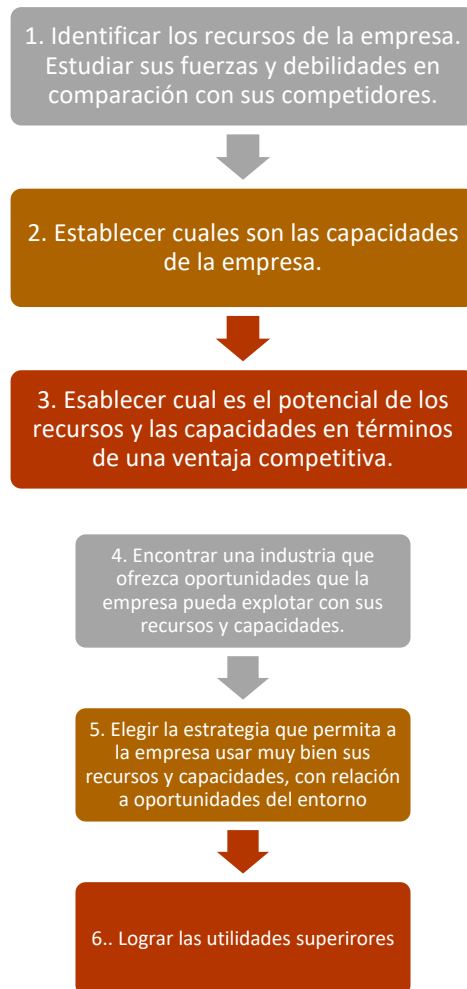 1. Identificar los recursos de la empresa.
Estudiar sus fuerzas y debilidades en
comparación con sus competidores.
2. Establecer cuales son las capacidades
de la empresa.
3. Esablecer cual es el potencial de los
recursos y las capacidades en términos
de una ventaja competitiva.
4. Encontrar una industria que
ofrezca oportunidades que la
empresa pueda explotar con sus
recursos y capacidades.
5. Elegir la estrategia que permita a
la empresa usar muy bien sus
recursos y capacidades, con relación
a oportunidades del entorno
6.. Lograr las utilidades superirores